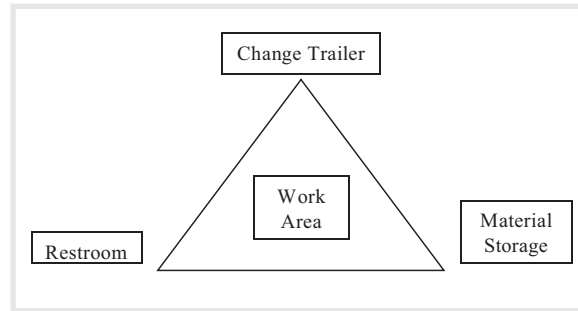 Change Trailer
Work
Area
Restroom
Material
Storage